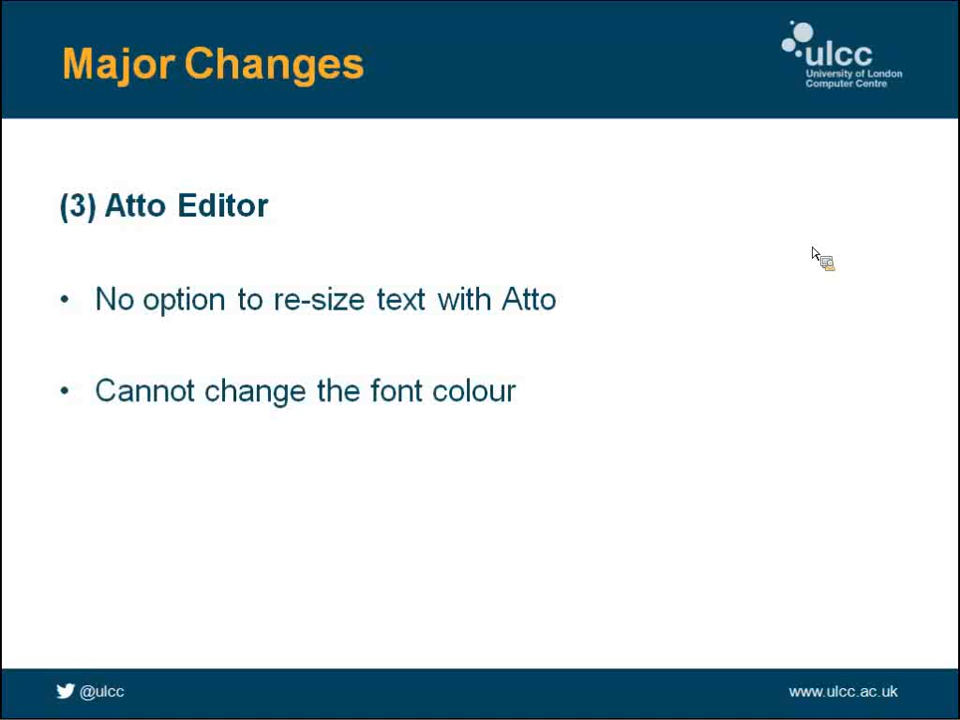 Major Changes
ulcc
University of London
Computer Centre
(3) Atto Editor
• No option to re-size text with Atto
• Cannot change the font colour
@ulcc
www.ulcc.ac.uk